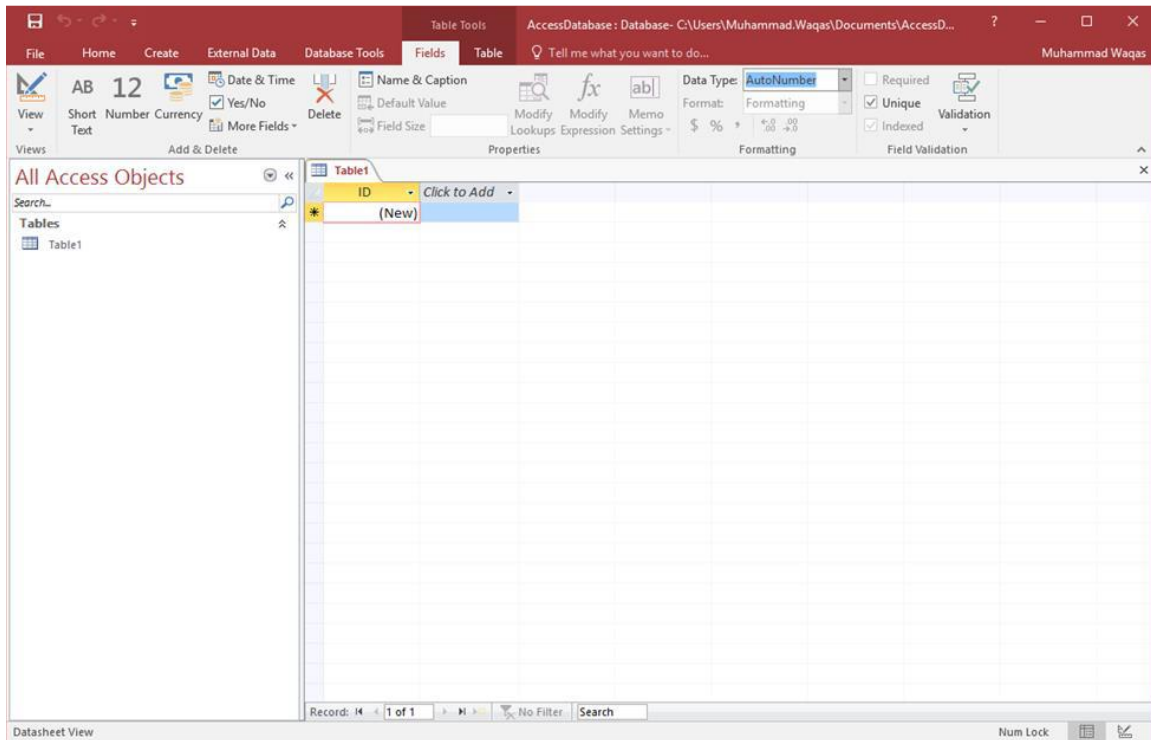 Table Tools
AccessDatabase : Database- C:\Users\Muhammad.Waqas\Documents\AccessD...
?
File Home Create External Data Database Tools Fields Table Tell me what you want to do... Muhammad Waqas
View
AB
Short Text
12
Number
Currency
Date & Time
Yes/No
More Fields
Delete
Name & Caption
Default Value
Field Size
Modify Lookups
fx
Modify Expression
ab|
Memo Settings
Data Type: AutoNumber
Format: Formatting
$ % , .0 .00 .00 .0
Required
Unique
Indexed
Validation
Views Add & Delete Properties Formatting Field Validation
All Access Objects
Search...
Tables
Table1
Table1
ID Click to Add
(New)
Record: 1 of 1 No Filter Search
Datasheet View Num Lock